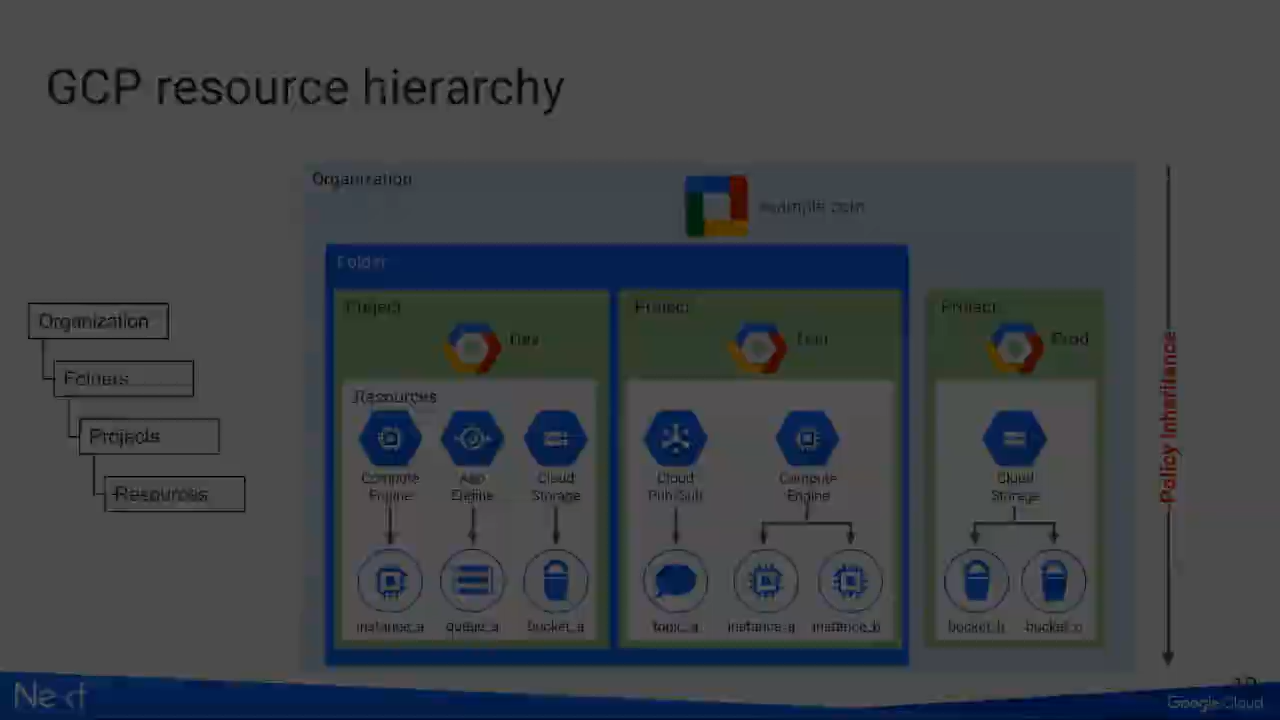 GCP resource hierarchy
Organization
example.com
Folder
Project
Project
Project
Dev
Test
Prod
Organization
Folders
Projects
Resources
Resources
Compute
Engine
App
Engine
Cloud
Storage
Cloud
Pub/Sub
Compute
Engine
Cloud
Storage
instance_a
queue_a
bucket_a
topic_a
instance_a
instance_b
bucket_b
bucket_c
Policy Inheritance
Next
Google Cloud